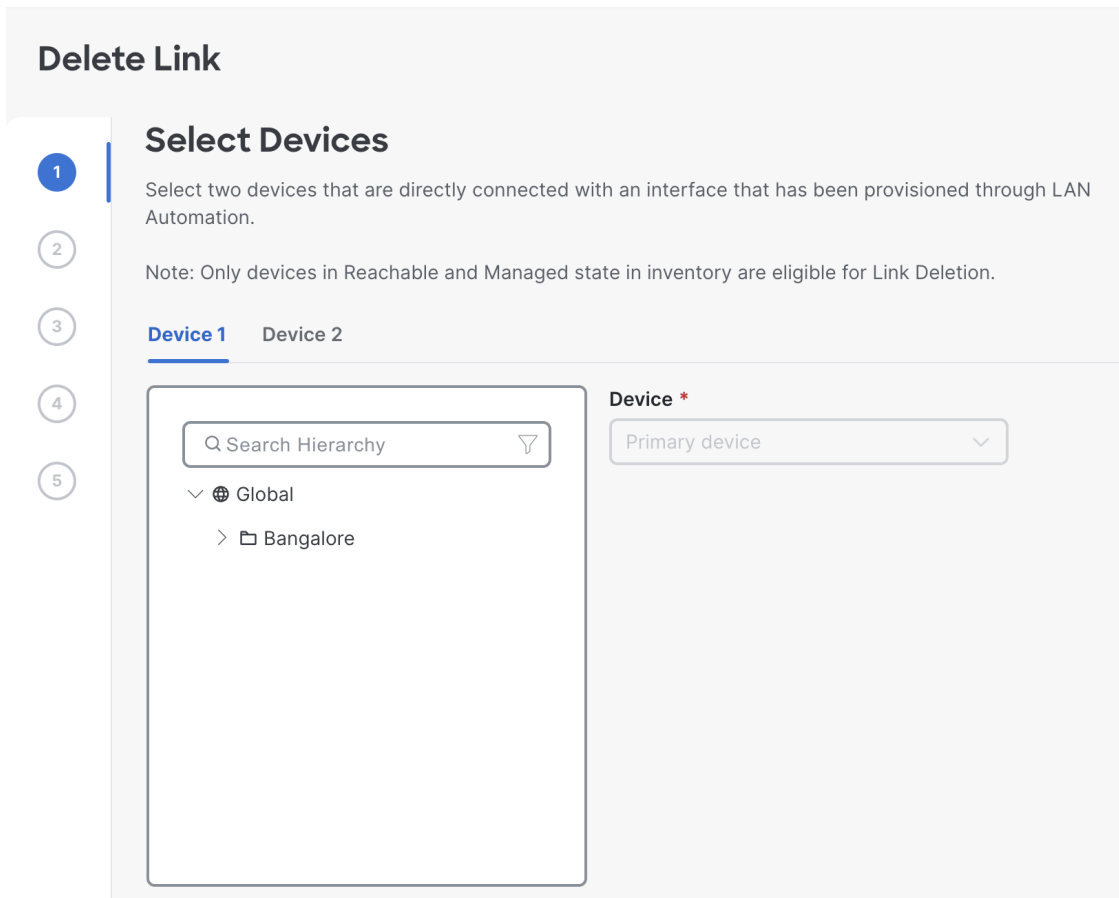 Delete Link
1
2
3
4
5
Select Devices
Select two devices that are directly connected with an interface that has been provisioned through LAN
Automation.
Note: Only devices in Reachable and Managed state in inventory are eligible for Link Deletion.
Device 1 Device 2
Search Hierarchy
Global
Bangalore
Device *
Primary device